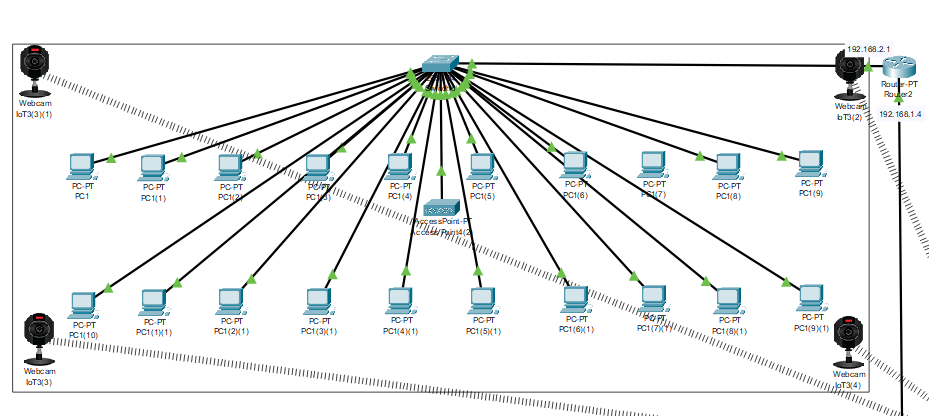 192.168.2.1
Router-PT
Router2
192.168.1.4
Webcam
IoT3(3)(1)
Webcam
IoT3(2)
PC-PT
PC1
PC-PT
PC1(1)
PC-PT
PC1(2)
PC-PT
PC1(3)
PC-PT
PC1(4)
PC-PT
PC1(5)
PC-PT
PC1(6)
PC-PT
PC1(7)
PC-PT
PC1(8)
PC-PT
PC1(9)
AccessPoint-PT
PC-PT
PC1(10)
PC-PT
PC1(1)(1)
PC-PT
PC1(2)(1)
PC-PT
PC1(3)(1)
PC-PT
PC1(4)(1)
PC-PT
PC1(5)(1)
PC-PT
PC1(6)(1)
PC-PT
PC1(7)(1)
PC-PT
PC1(8)(1)
PC-PT
PC1(9)(1)
Webcam
IoT3(3)
Webcam
IoT3(4)